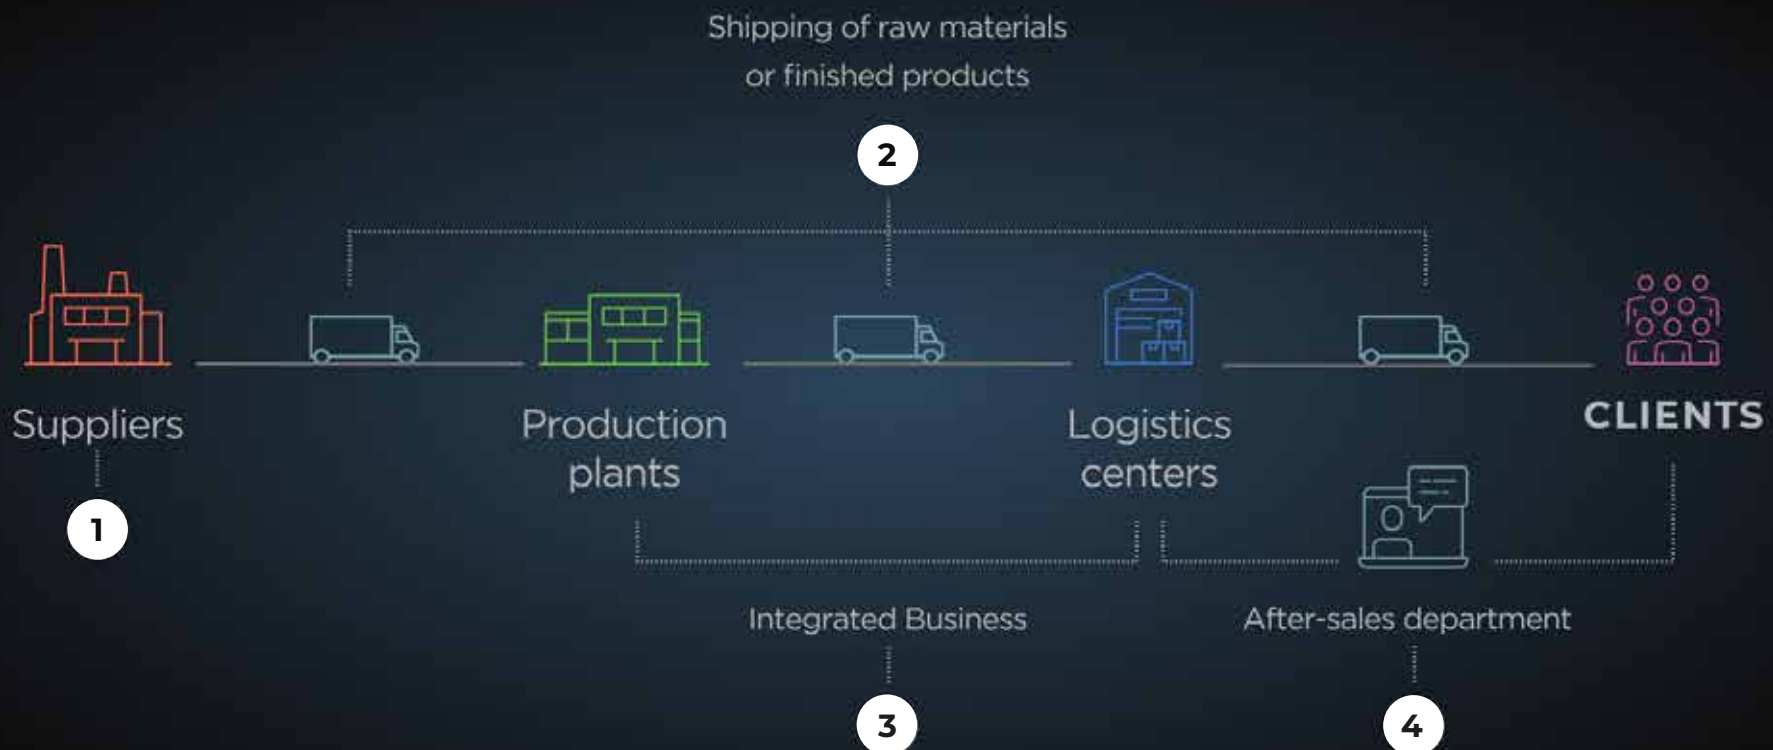 Shipping of raw materials
or finished products
2
Suppliers
Production
plants
Logistics
centers
CLIENTS
1
Integrated Business
After-sales department
3
4